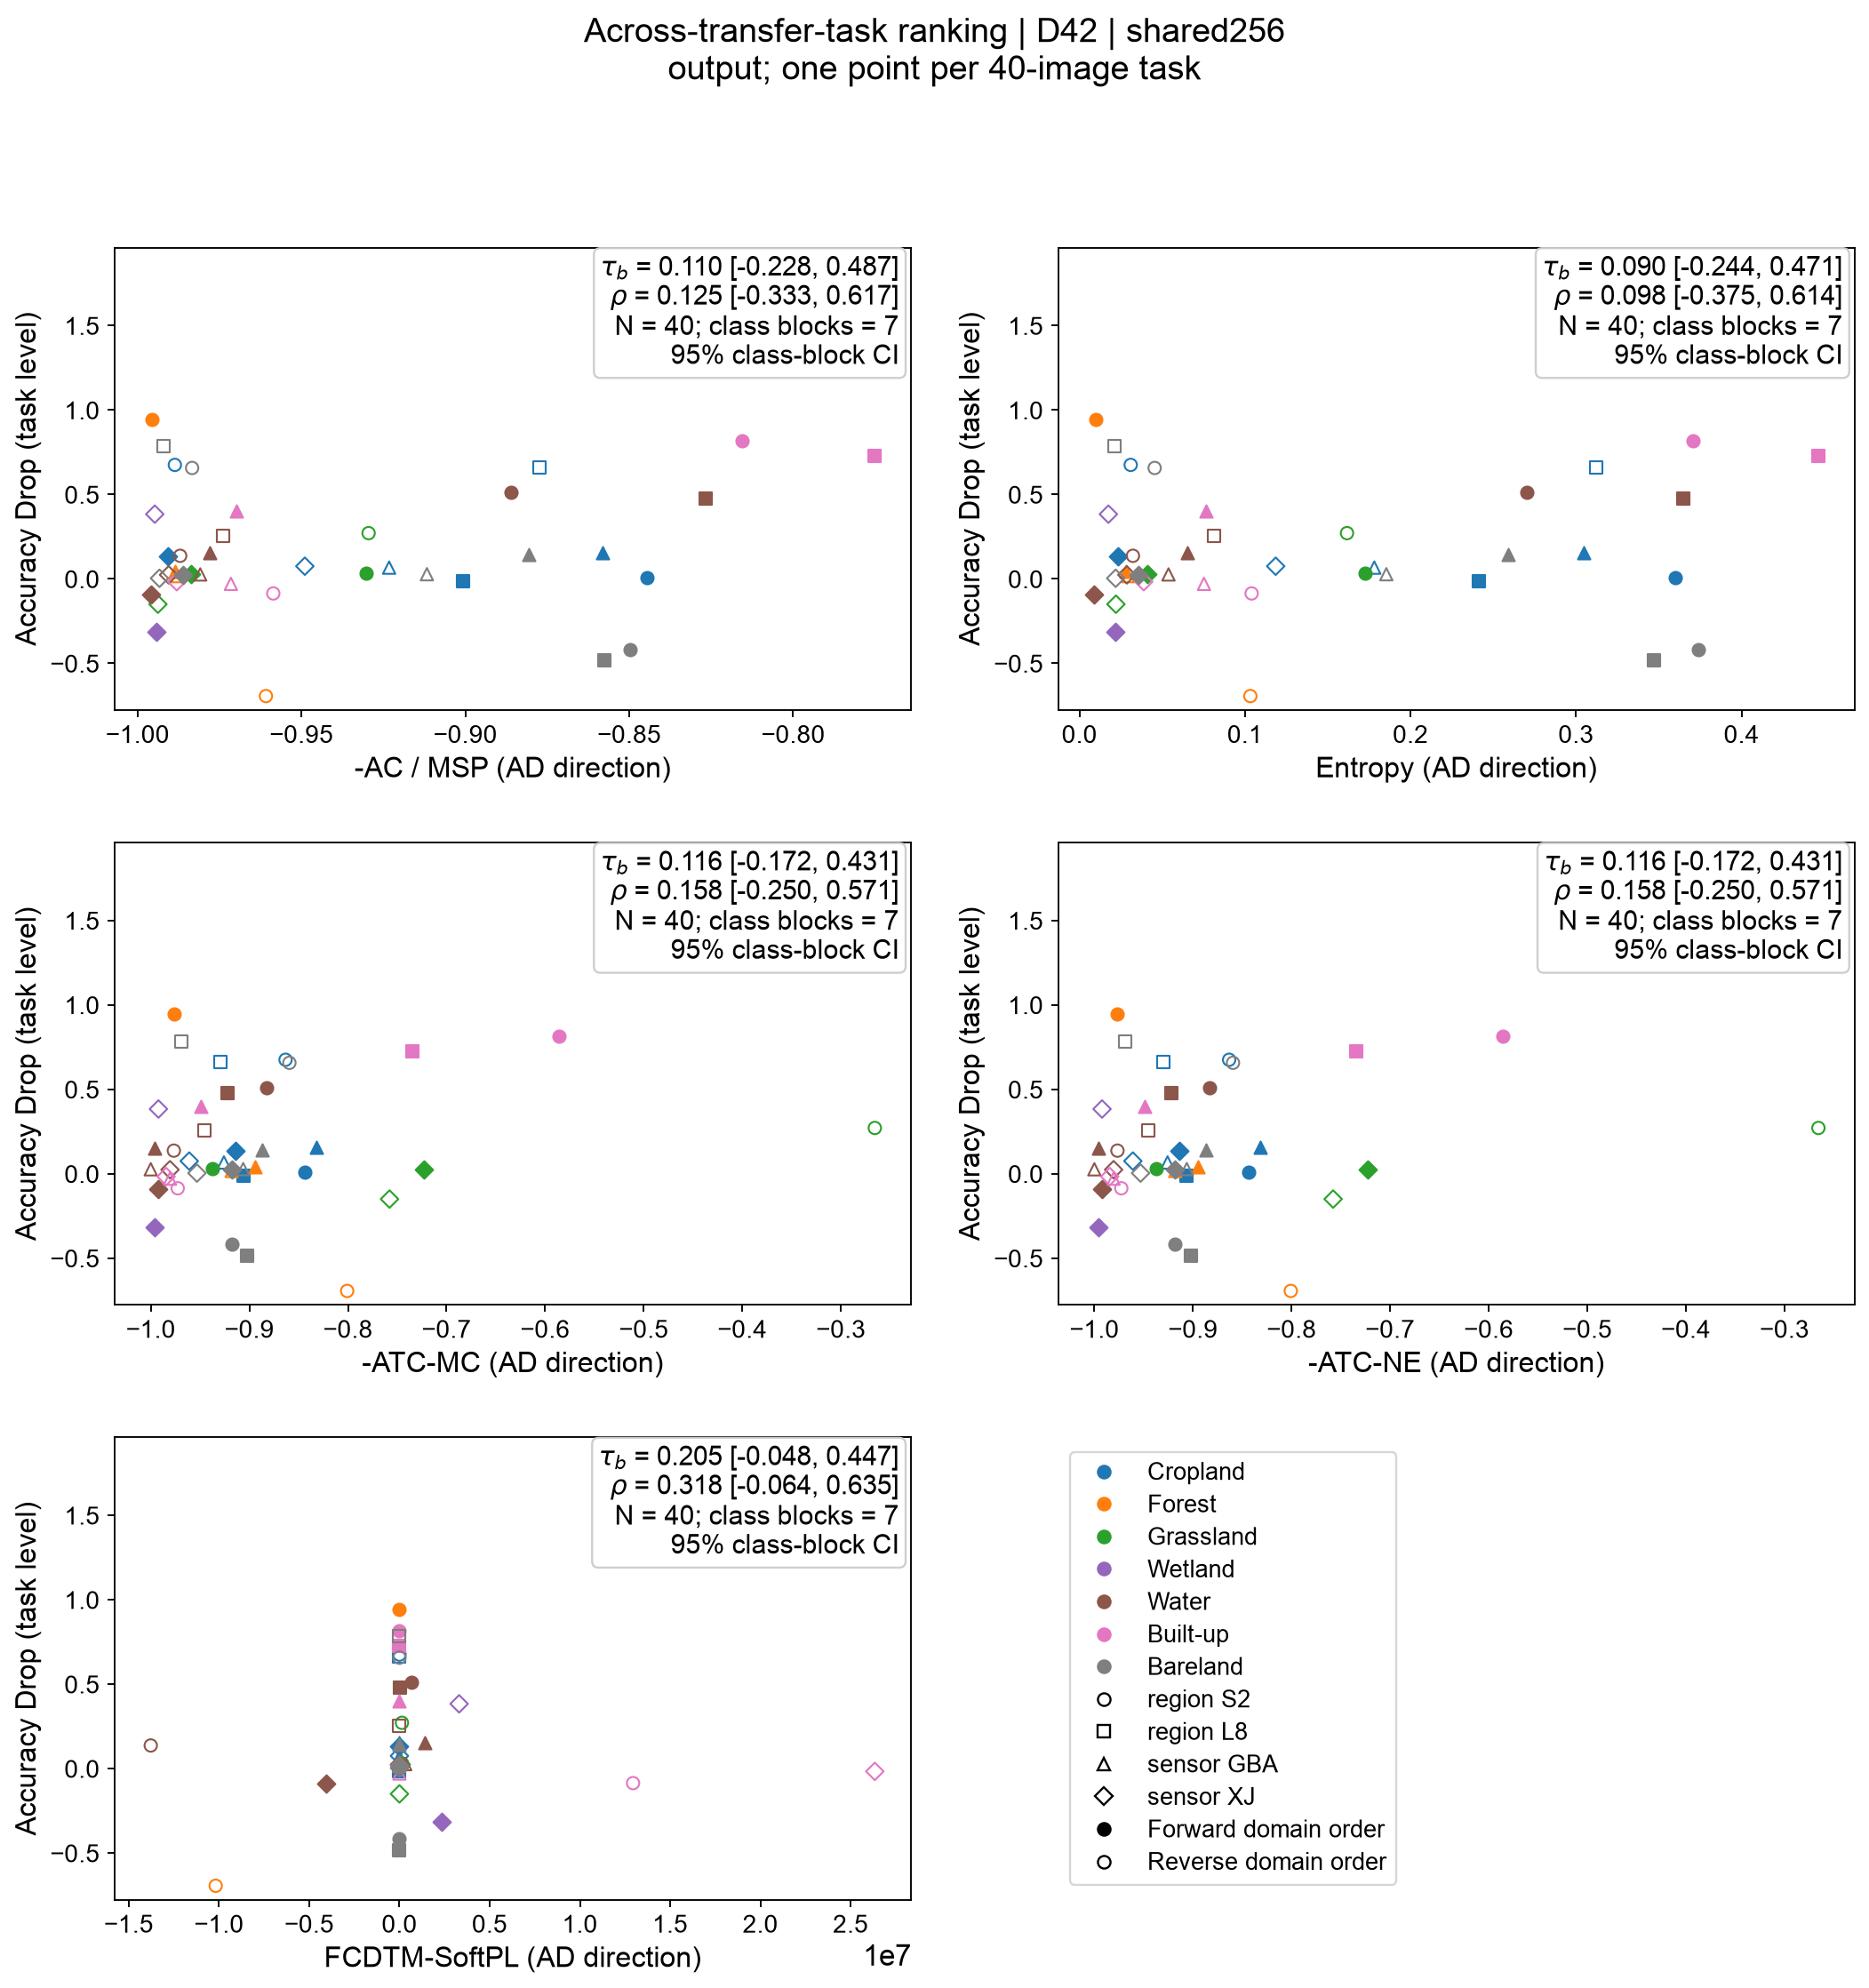 Across-transfer-task ranking | D42 | shared256
output; one point per 40-image task
τb = 0.110 [-0.228, 0.487]
ρ = 0.125 [-0.333, 0.617]
N = 40; class blocks = 7
95% class-block CI
Accuracy Drop (task level)
1.5
1.0
0.5
0.0
−0.5
−1.00 −0.95 −0.90 −0.85 −0.80
-AC / MSP (AD direction)
τb = 0.090 [-0.244, 0.471]
ρ = 0.098 [-0.375, 0.614]
N = 40; class blocks = 7
95% class-block CI
Accuracy Drop (task level)
1.5
1.0
0.5
0.0
−0.5
0.0 0.1 0.2 0.3 0.4
Entropy (AD direction)
τb = 0.116 [-0.172, 0.431]
ρ = 0.158 [-0.250, 0.571]
N = 40; class blocks = 7
95% class-block CI
Accuracy Drop (task level)
1.5
1.0
0.5
0.0
−0.5
−1.0 −0.9 −0.8 −0.7 −0.6 −0.5 −0.4 −0.3
-ATC-MC (AD direction)
τb = 0.116 [-0.172, 0.431]
ρ = 0.158 [-0.250, 0.571]
N = 40; class blocks = 7
95% class-block CI
Accuracy Drop (task level)
1.5
1.0
0.5
0.0
−0.5
−1.0 −0.9 −0.8 −0.7 −0.6 −0.5 −0.4 −0.3
-ATC-NE (AD direction)
τb = 0.205 [-0.048, 0.447]
ρ = 0.318 [-0.064, 0.635]
N = 40; class blocks = 7
95% class-block CI
Accuracy Drop (task level)
1.5
1.0
0.5
0.0
−0.5
−1.5 −1.0 −0.5 0.0 0.5 1.0 1.5 2.0 2.5
1e7
FCDTM-SoftPL (AD direction)
Cropland
Forest
Grassland
Wetland
Water
Built-up
Bareland
region S2
region L8
sensor GBA
sensor XJ
Forward domain order
Reverse domain order